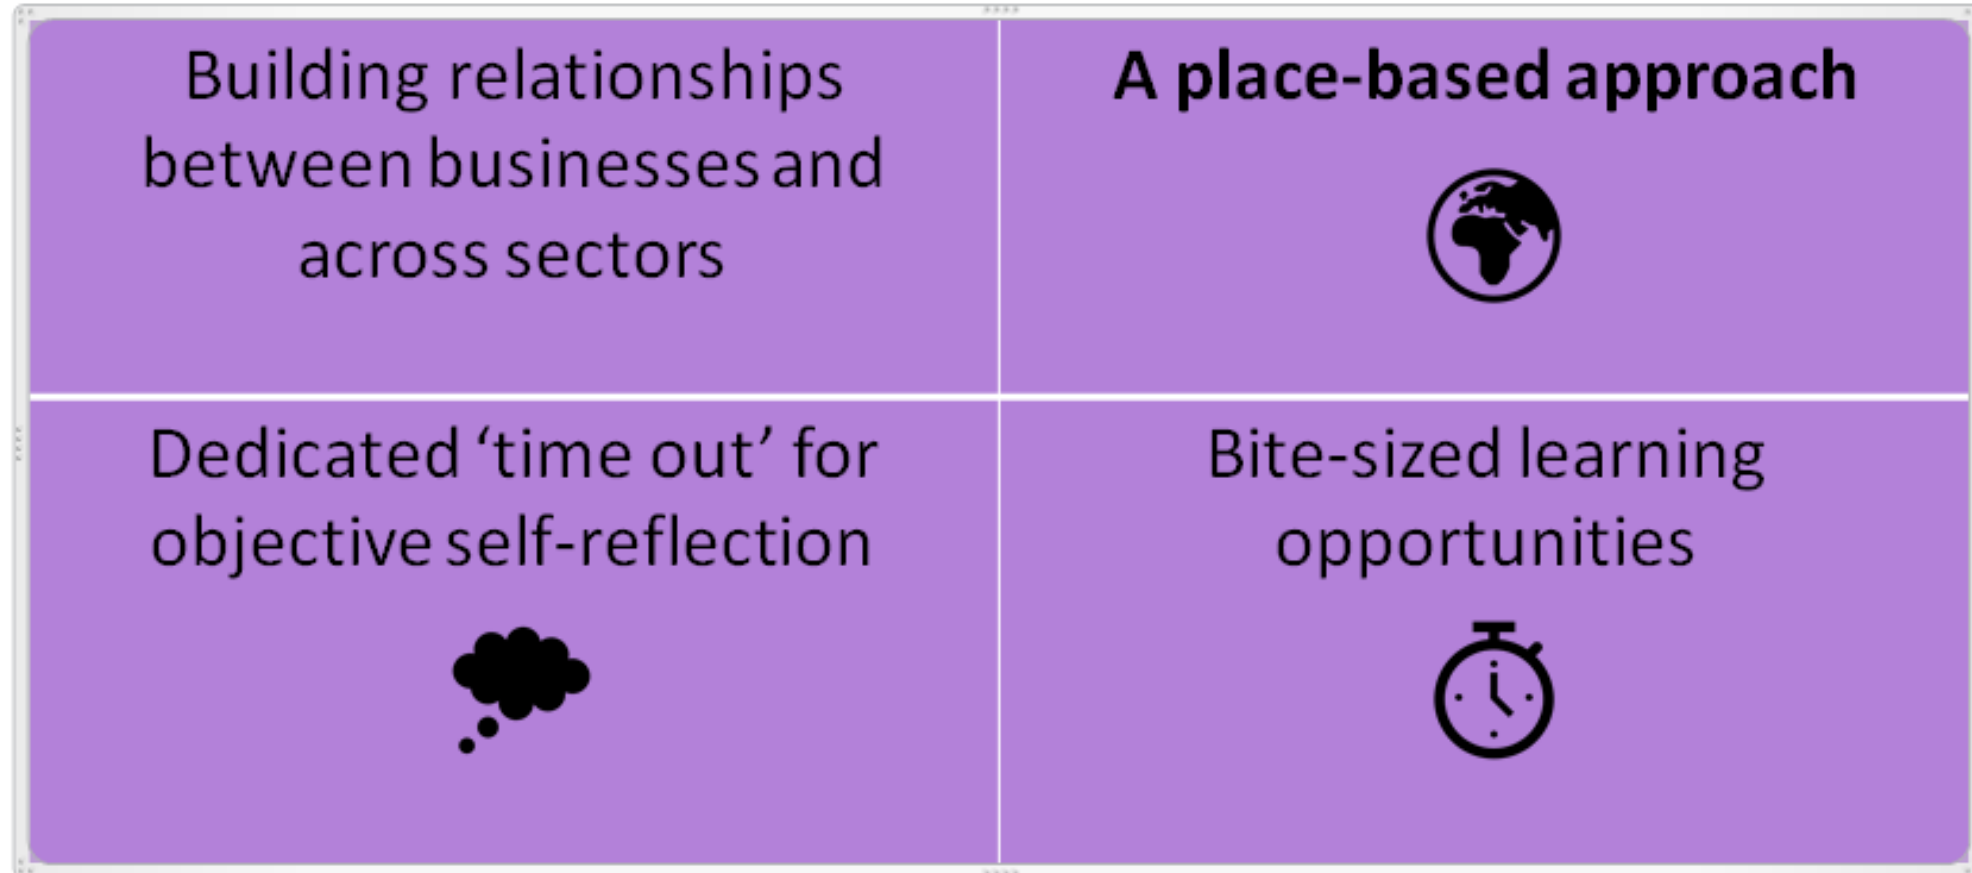 Building relationships
between businesses and
across sectors
A place-based approach
Dedicated ‘time out’ for
objective self-reflection
Bite-sized learning
opportunities